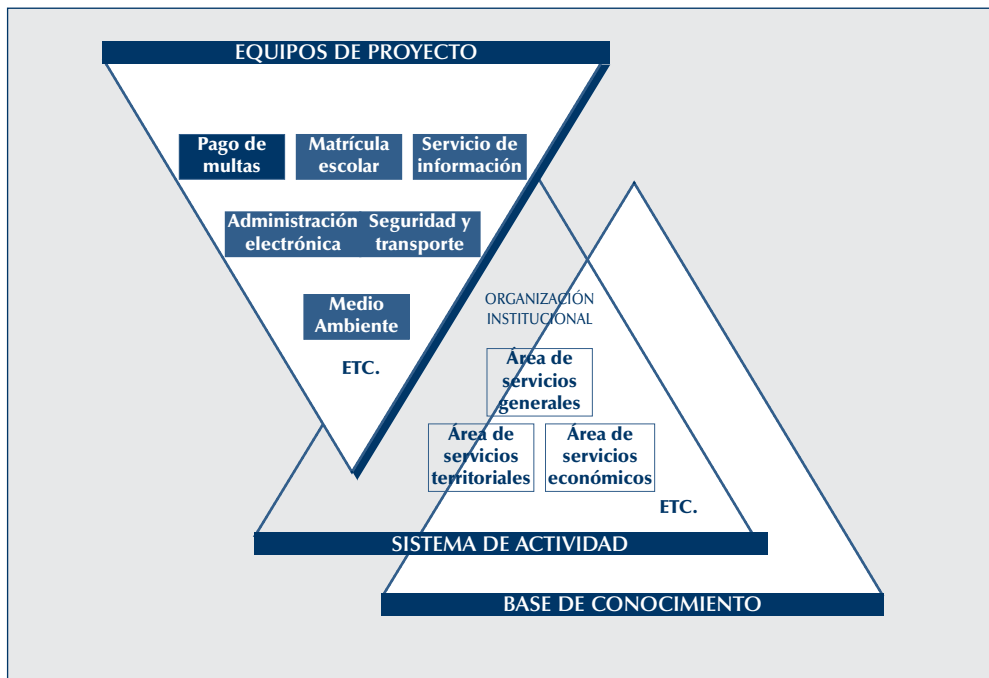 EQUIPOS DE PROYECTO
Pago de
multas
Matrícula
escolar
Servicio de
información
Administración
electrónica
Seguridad y
transporte
Medio
Ambiente
ETC.
ORGANIZACIÓN
INSTITUCIONAL
Área de
servicios
generales
Área de
servicios
territoriales
Área de
servicios
económicos
ETC.
SISTEMA DE ACTIVIDAD
BASE DE CONOCIMIENTO